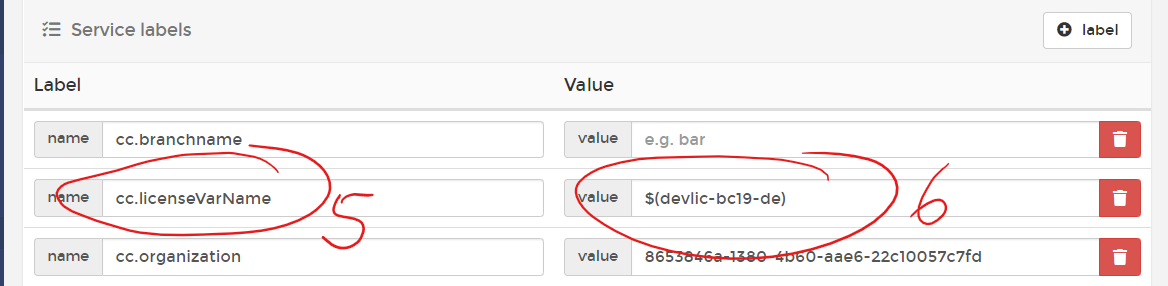 Service labels
label
Label Value
name cc.branchname value e.g. bar
name cc.licenseVarName value $(devlic-bc19-de)
5 6
name cc.organization value 8653846a-1380-4b60-aae6-22c10057c7fd